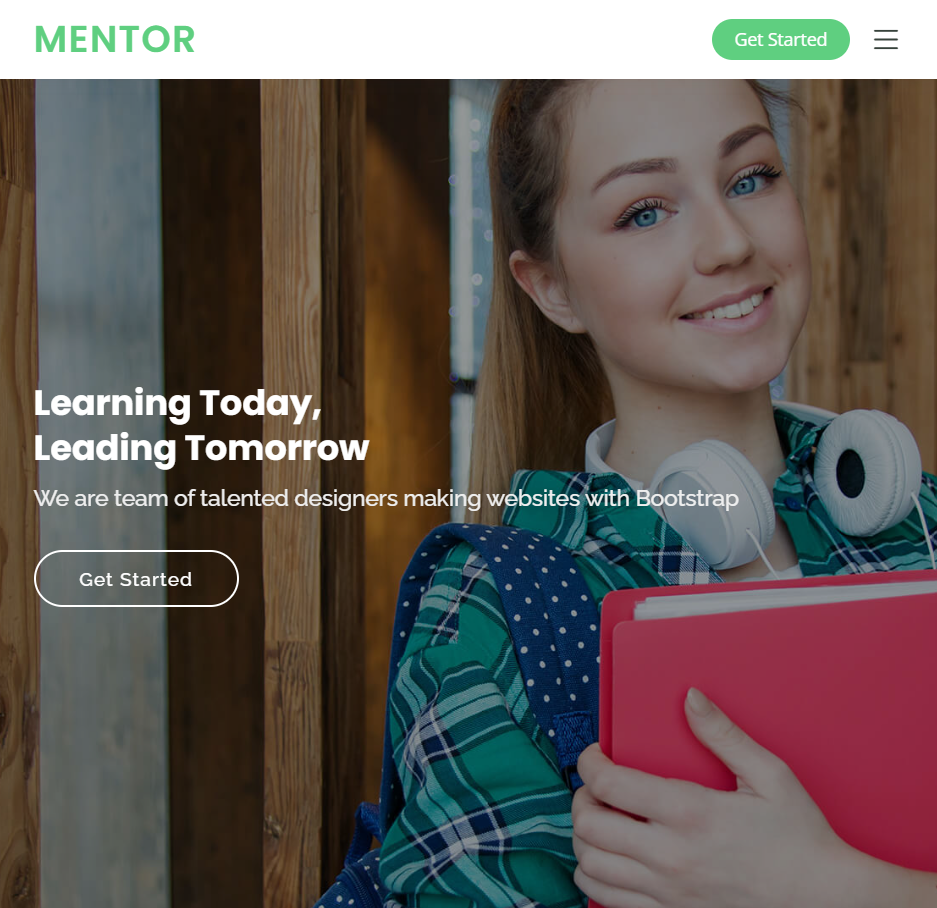 MENTOR
Get Started
Learning Today,
Leading Tomorrow
We are team of talented designers making websites with Bootstrap
Get Started